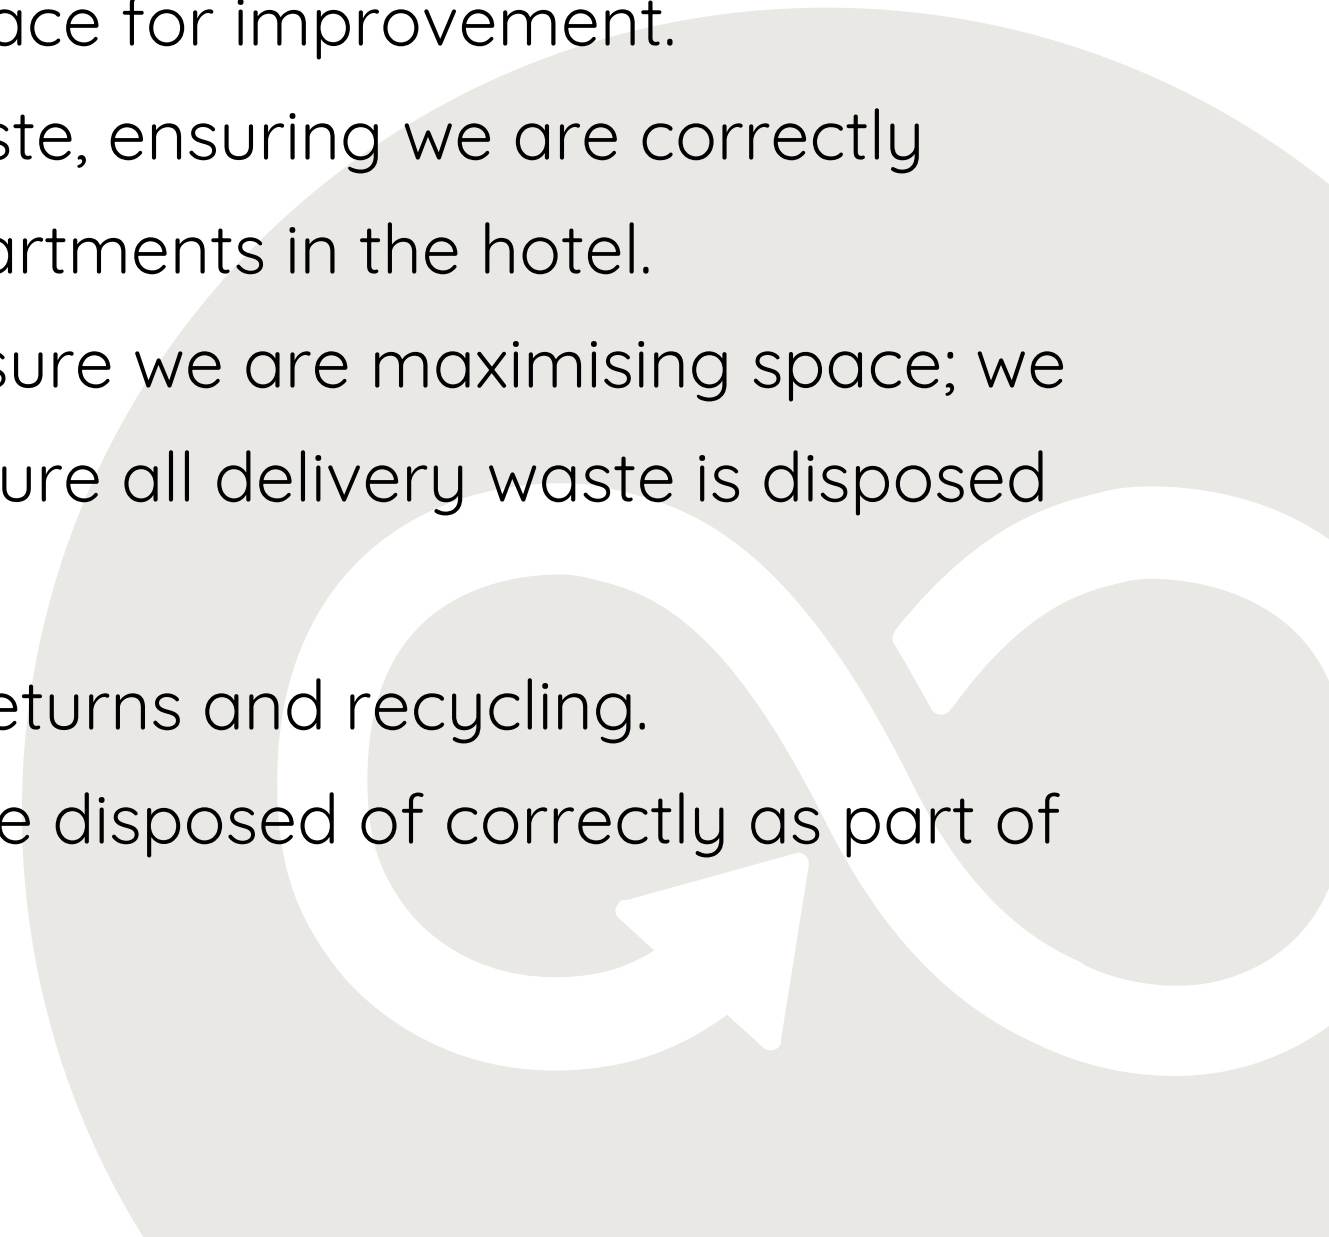 ace for improvement.
ste, ensuring we are correctly
artments in the hotel.
sure we are maximising space; we
ure all delivery waste is disposed
eturns and recycling.
e disposed of correctly as part of